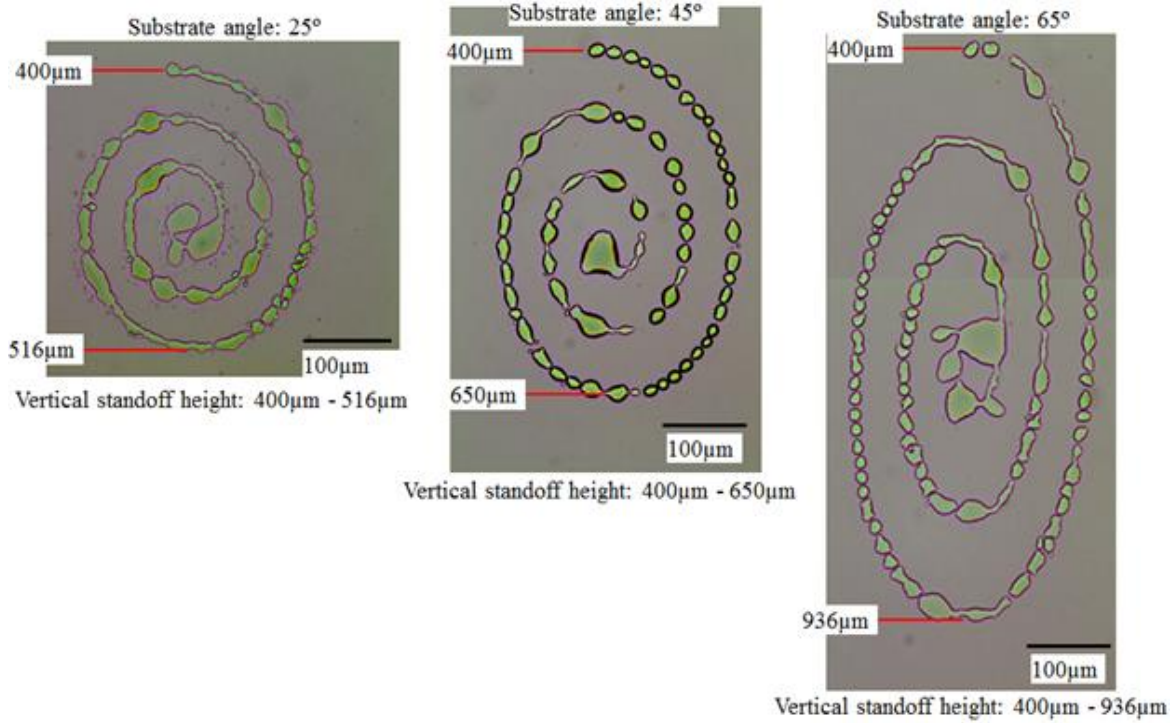 Substrate angle: 25°
400µm
516µm
100µm
Vertical standoff height: 400µm - 516µm
Substrate angle: 45°
400µm
650µm
100µm
Vertical standoff height: 400µm - 650µm
Substrate angle: 65°
400µm
936µm
100µm
Vertical standoff height: 400µm - 936µm